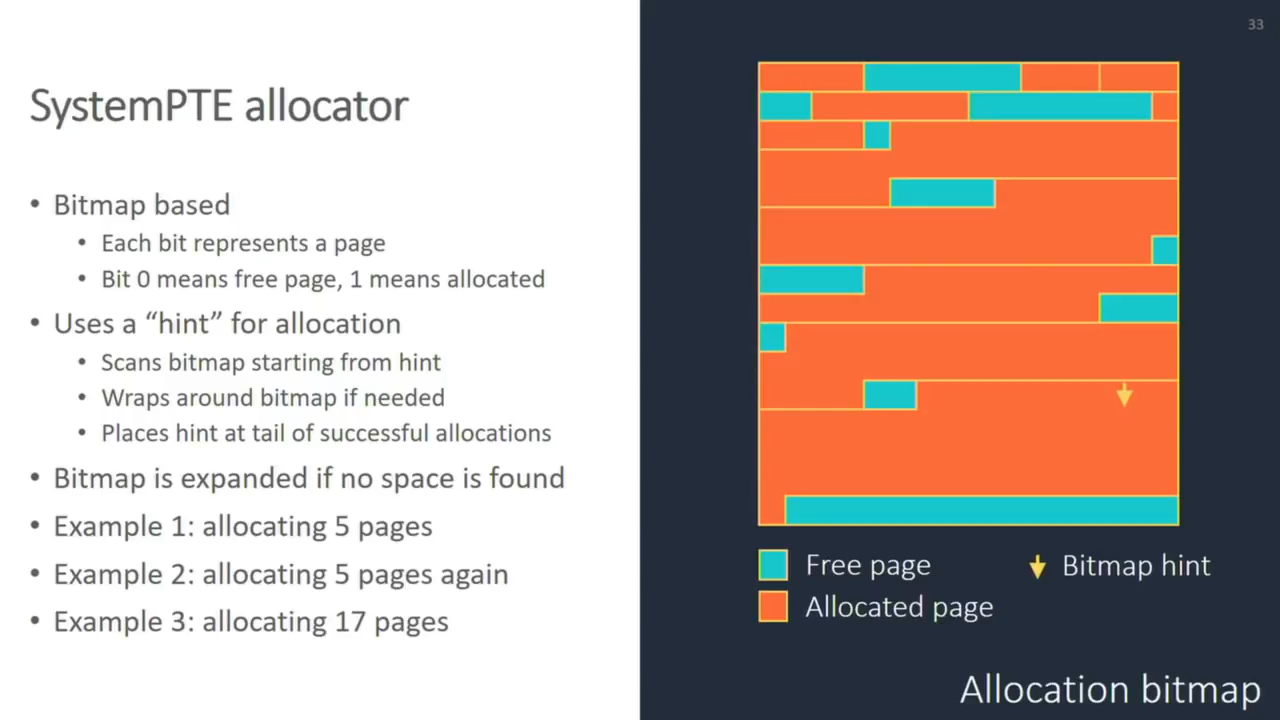 33
SystemPTE allocator
• Bitmap based
• Each bit represents a page
• Bit 0 means free page, 1 means allocated
• Uses a “hint” for allocation
• Scans bitmap starting from hint
• Wraps around bitmap if needed
• Places hint at tail of successful allocations
• Bitmap is expanded if no space is found
• Example 1: allocating 5 pages
• Example 2: allocating 5 pages again
• Example 3: allocating 17 pages
Free page
Bitmap hint
Allocated page
Allocation bitmap